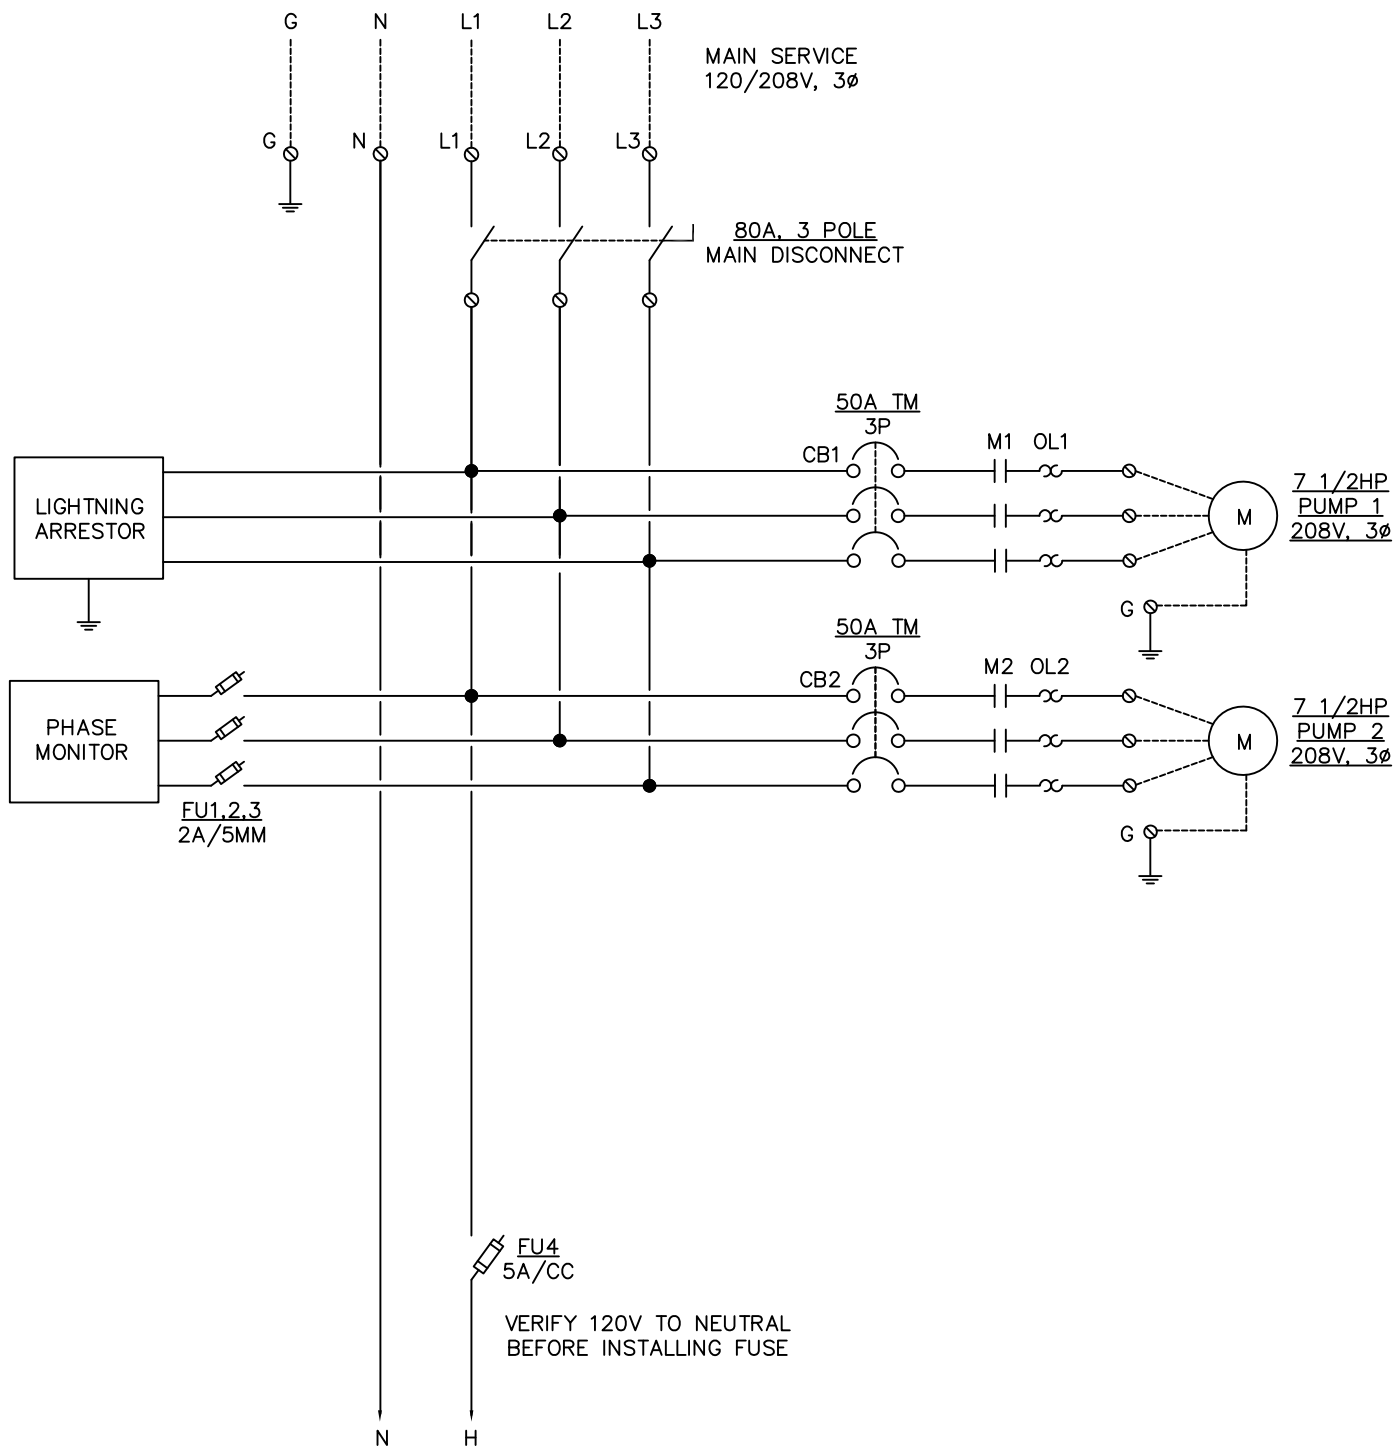 G N L1 L2 L3
MAIN SERVICE
120/208V, 3ø
G N L1 L2 L3
80A, 3 POLE
MAIN DISCONNECT
50A TM
3P
CB1 M1 OL1
LIGHTNING
ARRESTOR
M
7 1/2HP
PUMP 1
208V, 3ø
G
50A TM
3P
CB2 M2 OL2
PHASE
MONITOR
M
7 1/2HP
PUMP 2
208V, 3ø
FU1,2,3
2A/5MM
G
FU4
5A/CC
VERIFY 120V TO NEUTRAL
BEFORE INSTALLING FUSE
N H